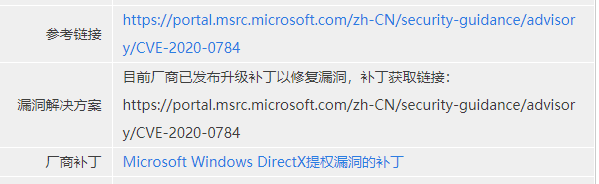 参考链接
https://portal.msrc.microsoft.com/zh-CN/security-guidance/advisor
y/CVE-2020-0784
漏洞解决方案
目前厂商已发布升级补丁以修复漏洞，补丁获取链接：
https://portal.msrc.microsoft.com/zh-CN/security-guidance/advisor
y/CVE-2020-0784
厂商补丁
Microsoft Windows DirectX提权漏洞的补丁